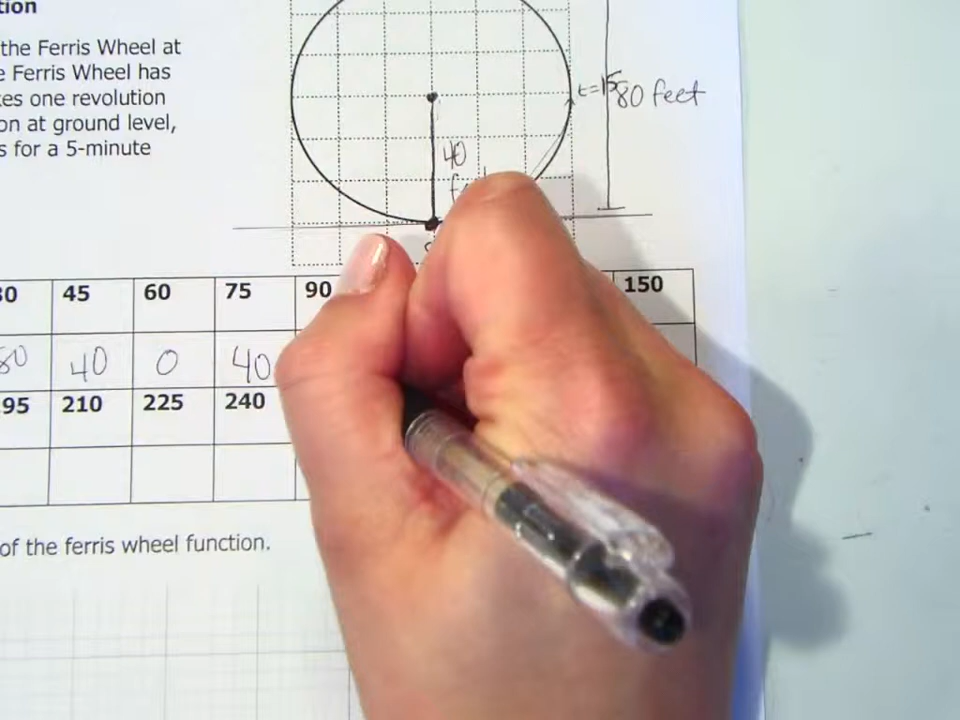 tion
the Ferris Wheel at
e Ferris Wheel has
kes one revolution
on at ground level,
s for a 5-minute
t=15
80 feet
40
30 45 60 75 90 150
80 40 0 40
195 210 225 240
of the ferris wheel function.